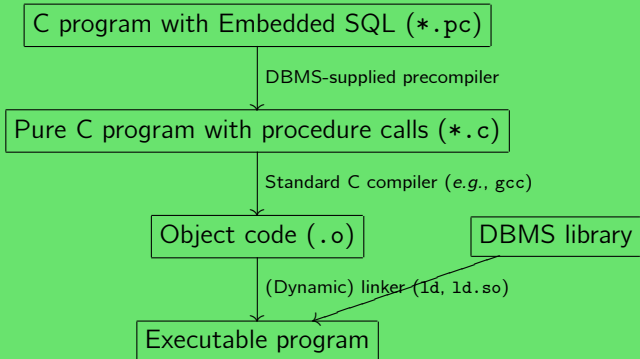 C program with Embedded SQL (*.pc)
DBMS-supplied precompiler
Pure C program with procedure calls (*.c)
Standard C compiler (e.g., gcc)
Object code (.o)
DBMS library
(Dynamic) linker (ld, ld.so)
Executable program